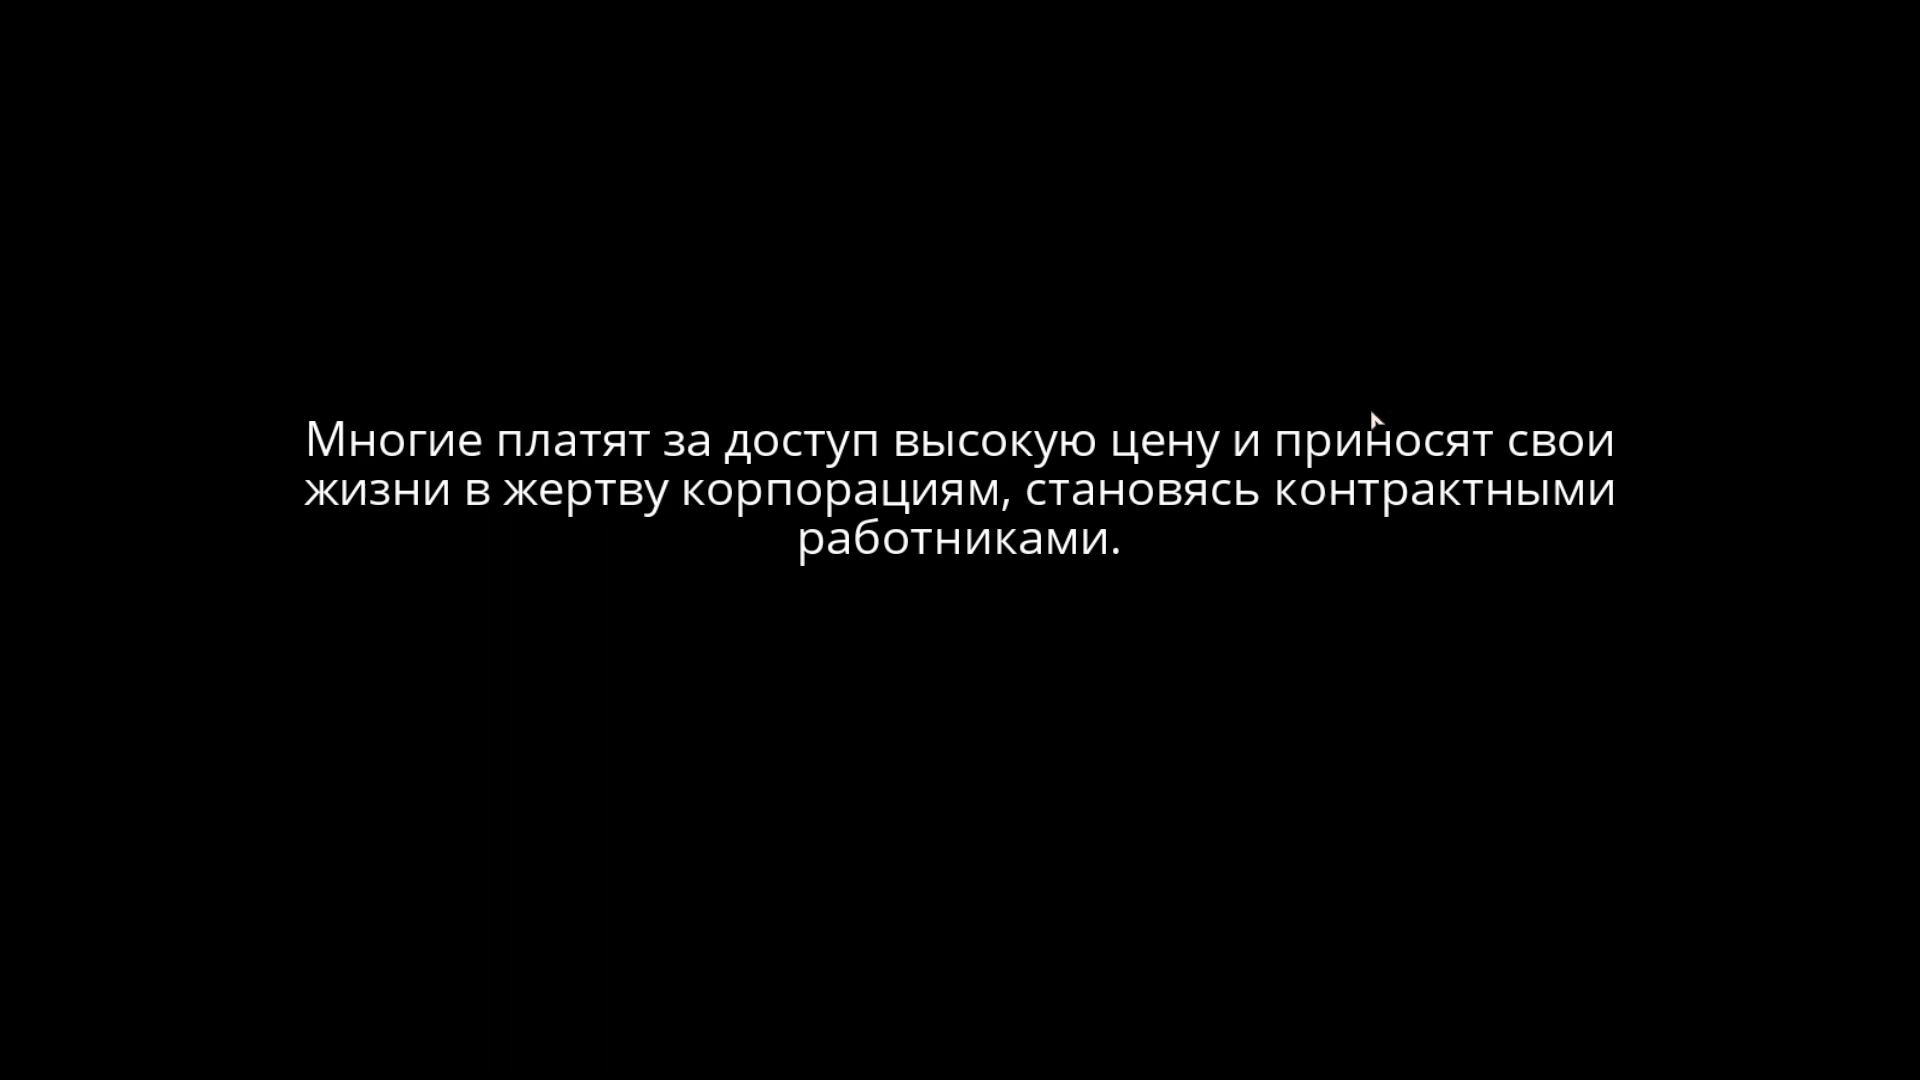 Многие платят за доступ высокую цену и приносят свои
жизни в жертву корпорациям, становясь контрактными
работниками.